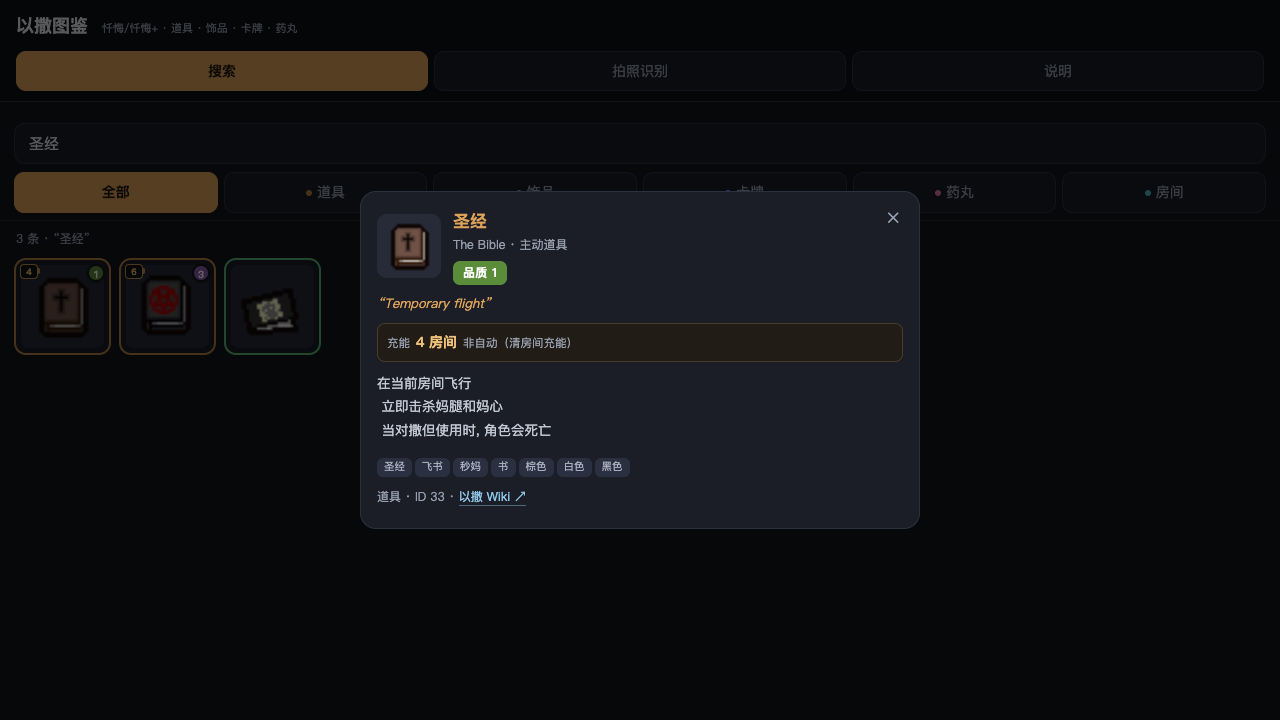 以撒图鉴 忏悔/忏悔+ · 道具 · 饰品 · 卡牌 · 药丸
搜索 拍照识别 说明
圣经
全部 道具 饰品 卡牌 药丸 房间
3 条 · “圣经”
4 1 6 3
圣经
The Bible · 主动道具
品质 1
“Temporary flight”
充能 4 房间 非自动（清房间充能）
在当前房间飞行
立即击杀妈腿和妈心
当对撒但使用时, 角色会死亡
圣经 飞书 秒妈 书 棕色 白色 黑色
道具 · ID 33 · 以撒 Wiki ↗